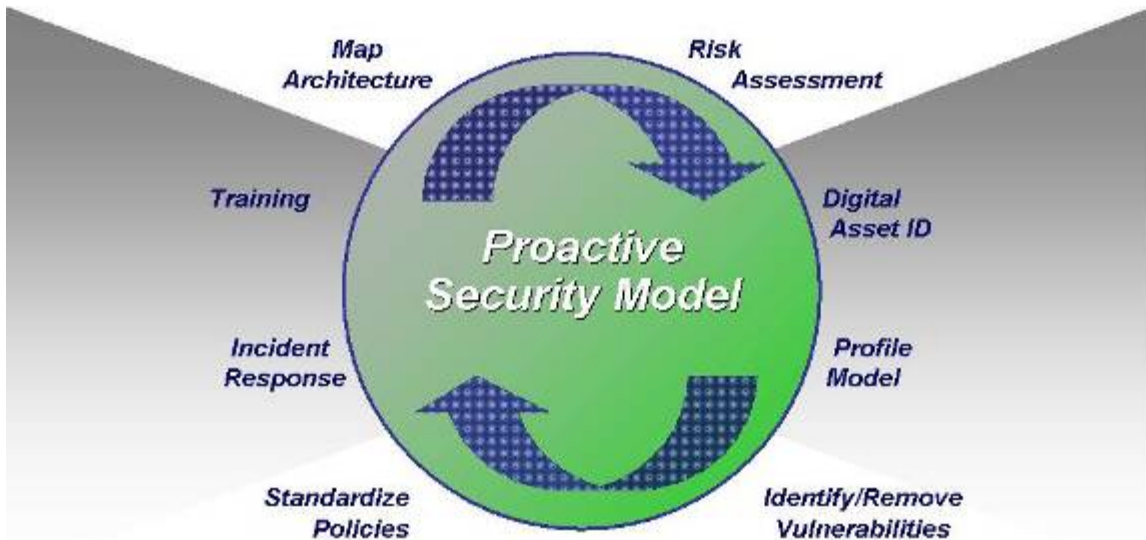 Map
Architecture
Risk
Assessment
Training
Digital
Asset ID
Proactive
Security Model
Incident
Response
Profile
Model
Standardize
Policies
Identify/Remove
Vulnerabilities